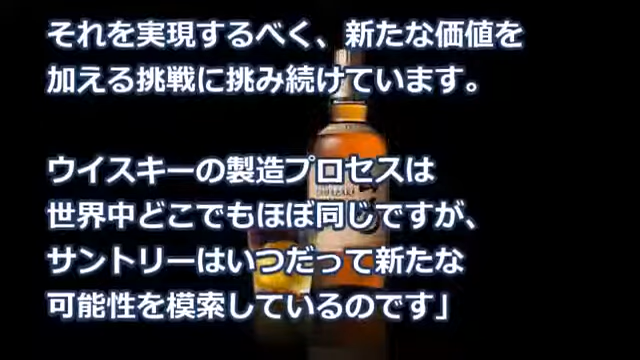 それを実現するべく、新たな価値を
加える挑戦に挑み続けています。
ウイスキーの製造プロセスは
世界中どこでもほぼ同じですが、
サントリーはいつだって新たな
可能性を模索しているのです」